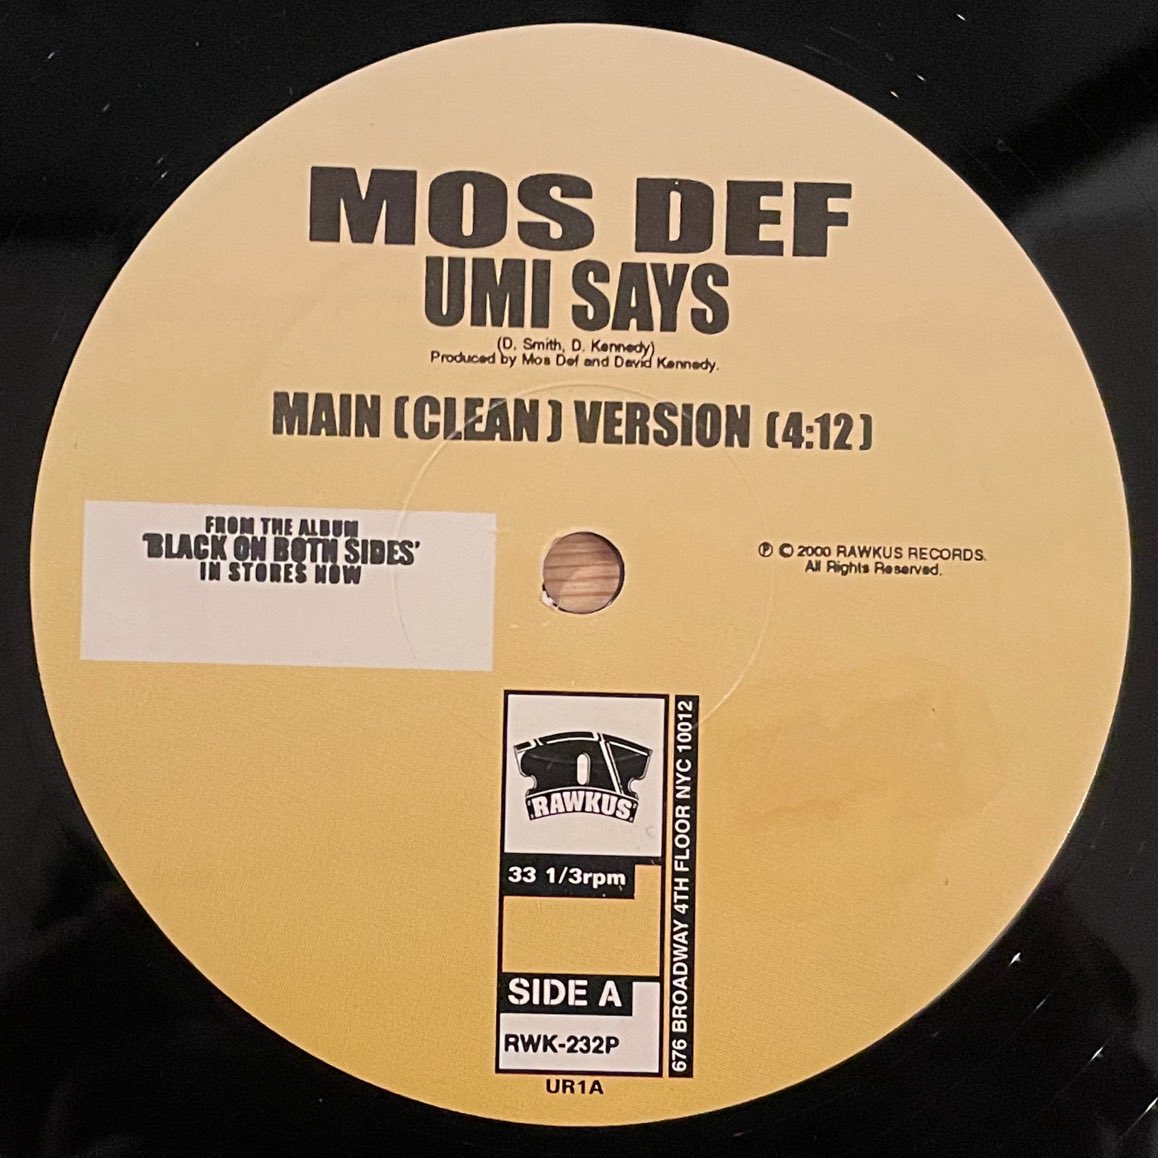 MOS DEF
UMI SAYS
(D. Smith, D. Kennedy)
Produced by Mos Def and David Kennedy.
MAIN (CLEAN) VERSION (4:12)
FROM THE ALBUM
'BLACK ON BOTH SIDES'
IN STORES NOW
℗ © 2000 RAWKUS RECORDS.
All Rights Reserved.
RAWKUS
33 1/3rpm
SIDE A
RWK-232P
UR1A
676 BROADWAY 4TH FLOOR NYC 10012